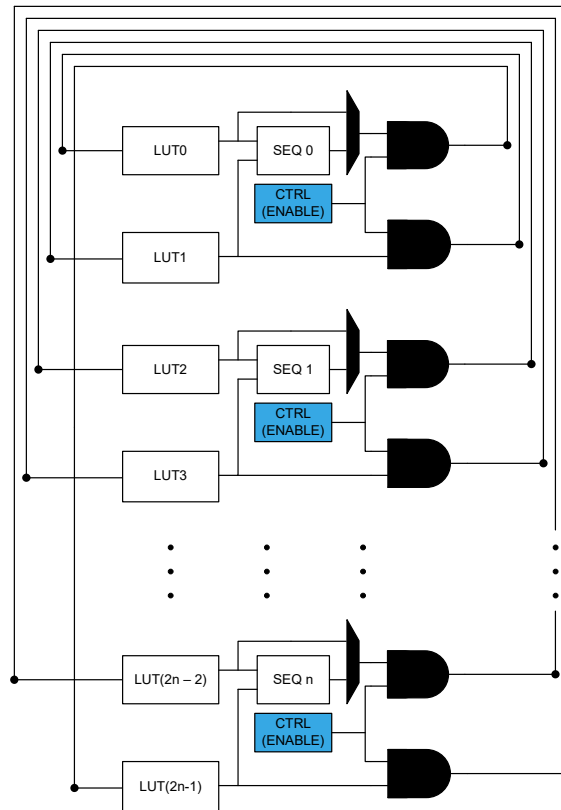 LUT0
SEQ 0
CTRL
(ENABLE)
LUT1
LUT2
SEQ 1
CTRL
(ENABLE)
LUT3
LUT(2n – 2)
SEQ n
CTRL
(ENABLE)
LUT(2n-1)